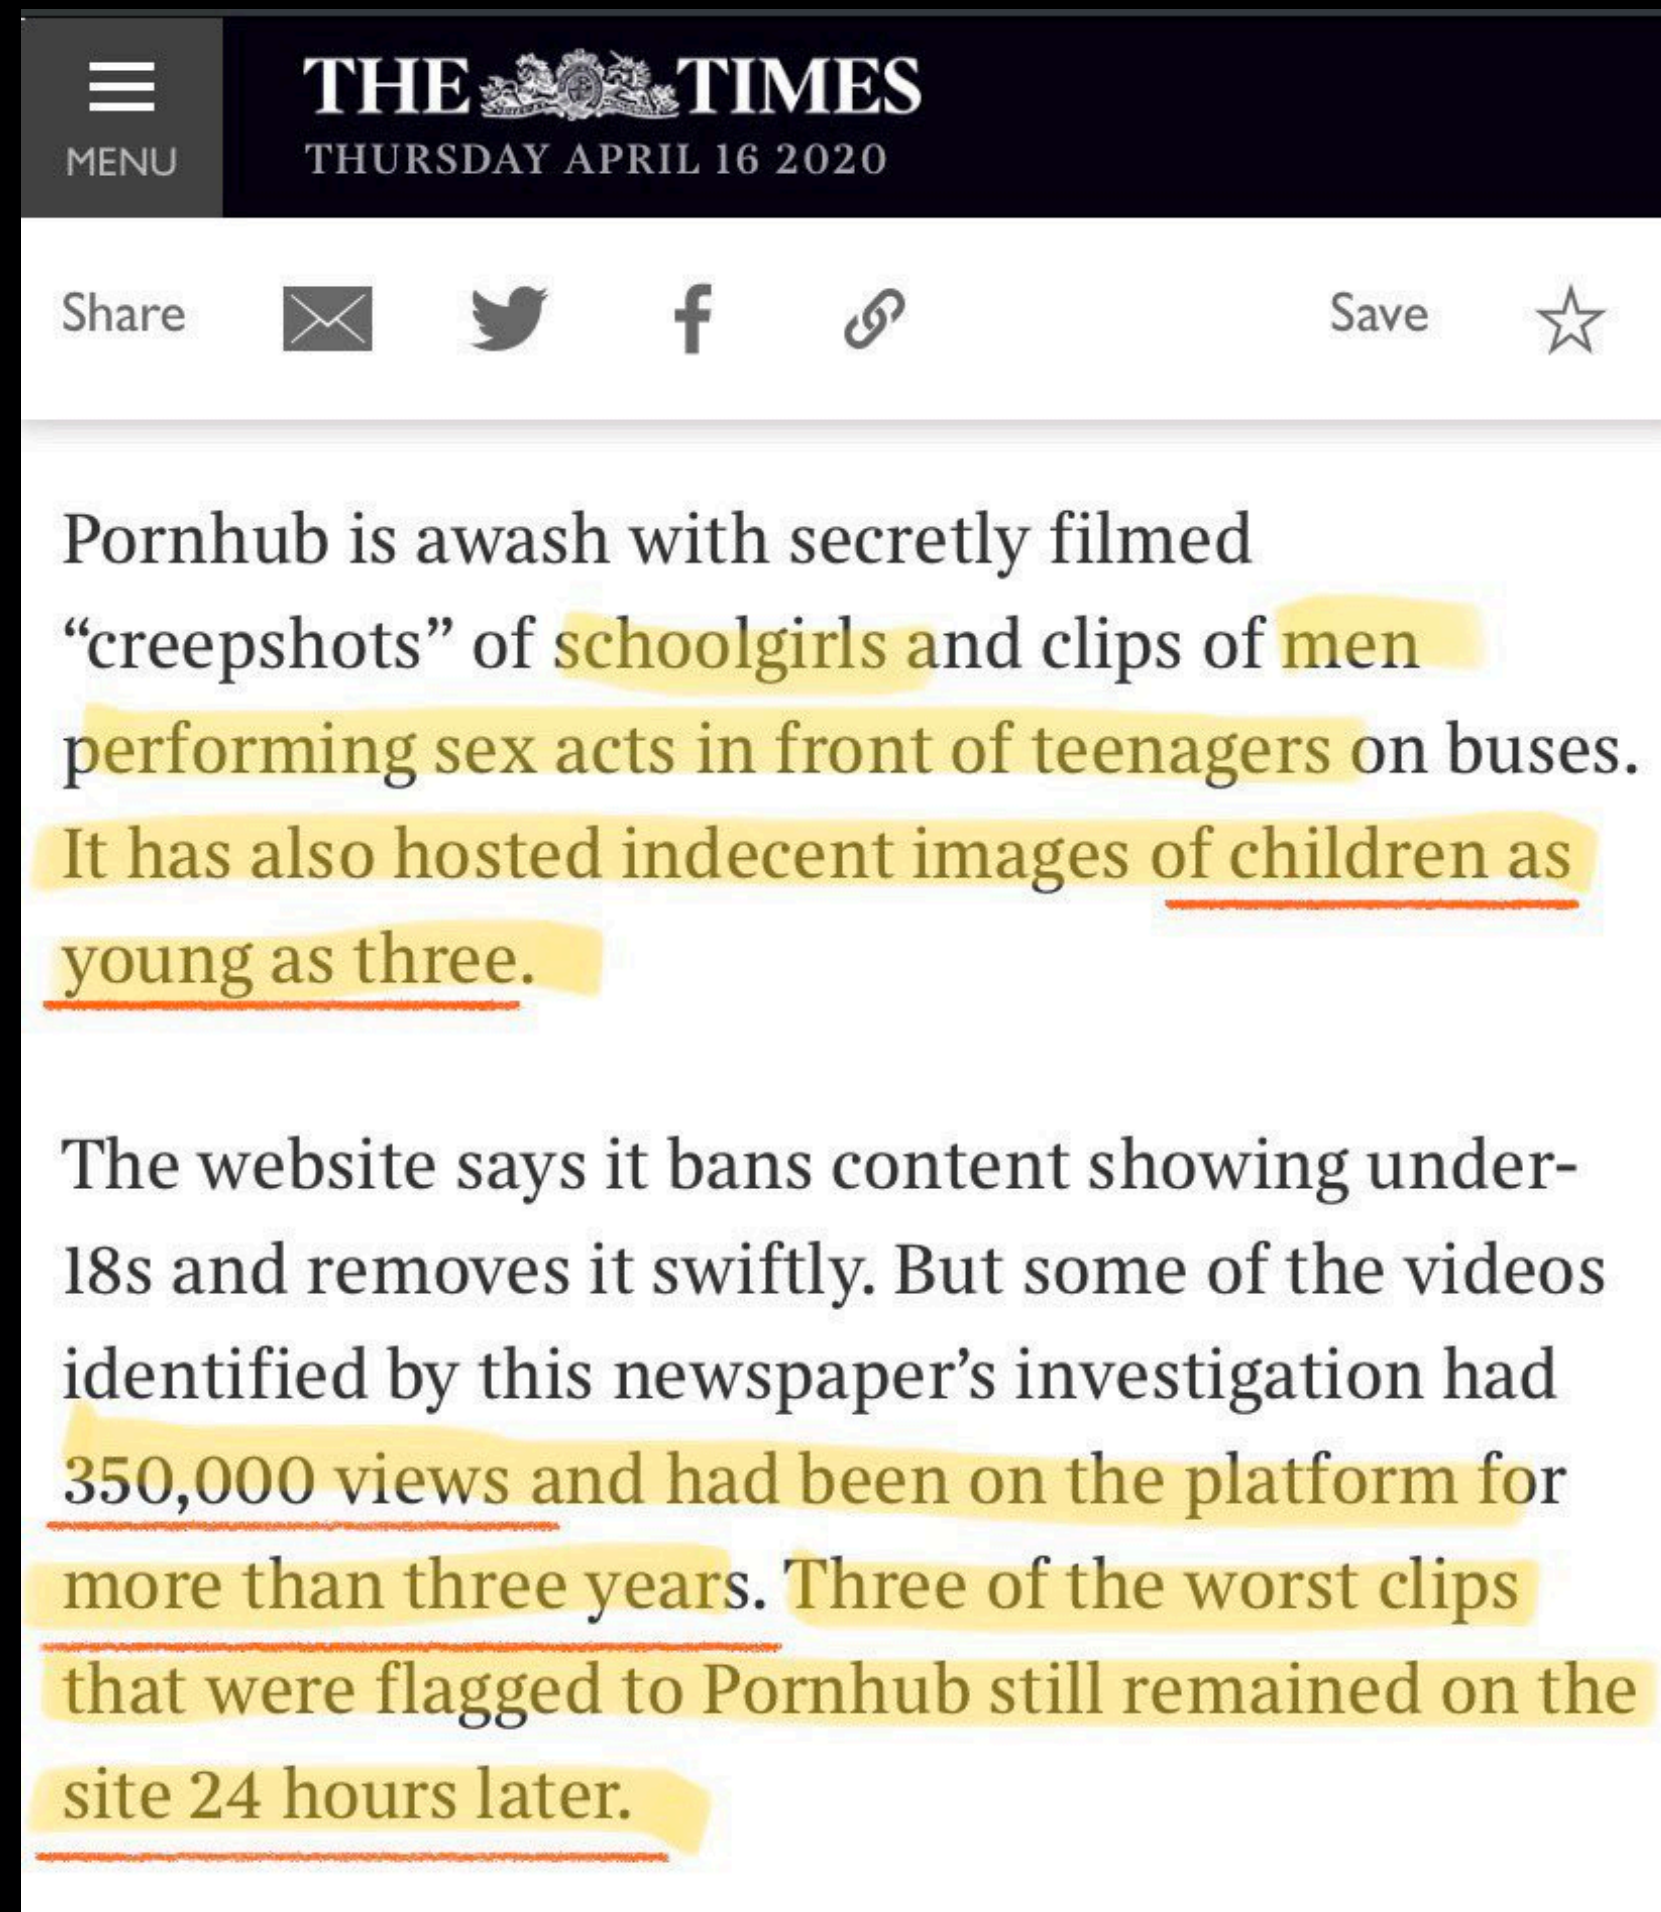 THE TIMES
MENU
THURSDAY APRIL 16 2020
Share
Save
Pornhub is awash with secretly filmed
“creepshots” of schoolgirls and clips of men
performing sex acts in front of teenagers on buses.
It has also hosted indecent images of children as
young as three.
The website says it bans content showing under-
18s and removes it swiftly. But some of the videos
identified by this newspaper’s investigation had
350,000 views and had been on the platform for
more than three years. Three of the worst clips
that were flagged to Pornhub still remained on the
site 24 hours later.